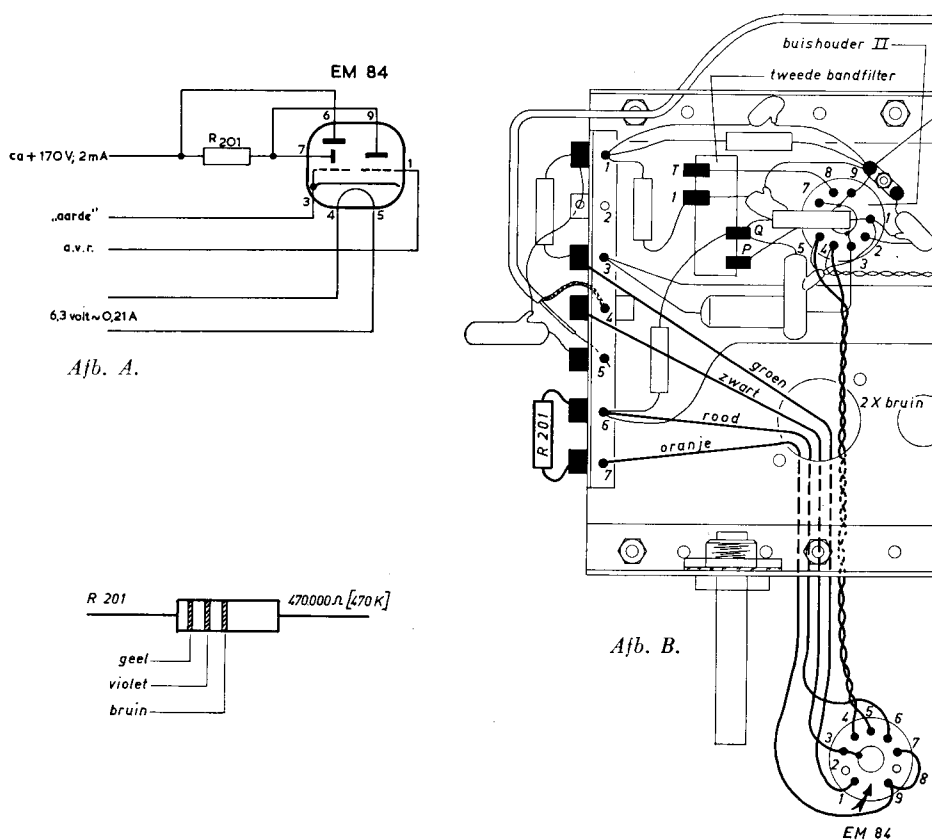 EM 84
6 9
R 201
ca + 170 V; 2 mA
7 1
3
4 5
„aarde"
a.v.r.
6,3 volt ~ 0,21 A
Afb. A.
R 201
470.000 Ω [470 K]
geel
violet
bruin
buishouder II
tweede bandfilter
1
2
3
4
5
6
7
T
1
Q
P
7 8 9
1
2
3
4
5
groen
zwart
rood
oranje
2 X bruin
R 201
Afb. B.
4 5 6
3 7
2 8
1 9
EM 84